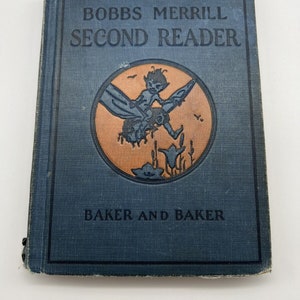 BOBBS MERRILL
SECOND READER
BAKER AND BAKER